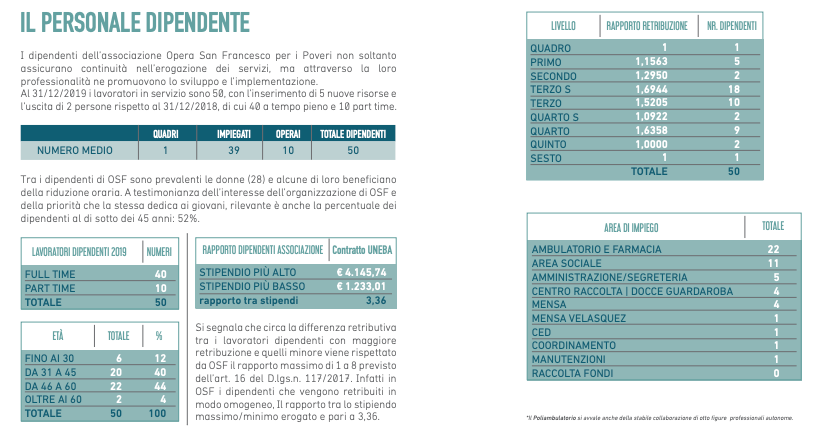 IL PERSONALE DIPENDENTE
I dipendenti dell'associazione Opera San Francesco per i Poveri non soltanto
assicurano continuità nell'erogazione dei servizi, ma attraverso la loro
professionalità ne promuovono lo sviluppo e l'implementazione.
Al 31/12/2019 i lavoratori in servizio sono 50, con l'inserimento di 5 nuove risorse e
l'uscita di 2 persone rispetto al 31/12/2018, di cui 40 a tempo pieno e 10 part time.
QUADRI IMPIEGATI OPERAI TOTALE DIPENDENTI
NUMERO MEDIO 1 39 10 50
Tra i dipendenti di OSF sono prevalenti le donne (28) e alcune di loro beneficiano
della riduzione oraria. A testimonianza dell'interesse dell'organizzazione di OSF e
della priorità che la stessa dedica ai giovani, rilevante è anche la percentuale dei
dipendenti al di sotto dei 45 anni: 52%.
LAVORATORI DIPENDENTI 2019 NUMERI
FULL TIME 40
PART TIME 10
TOTALE 50
ETÀ TOTALE %
FINO AI 30 6 12
DA 31 A 45 20 40
DA 46 A 60 22 44
OLTRE AI 60 2 4
TOTALE 50 100
RAPPORTO DIPENDENTI ASSOCIAZIONE Contratto UNEBA
STIPENDIO PIÙ ALTO € 4.145,74
STIPENDIO PIÙ BASSO € 1.233,01
rapporto tra stipendi 3,36
Si segnala che circa la differenza retributiva
tra i lavoratori dipendenti con maggiore
retribuzione e quelli minore viene rispettato
da OSF il rapporto massimo di 1 a 8 previsto
dell'art. 16 del D.lgs.n. 117/2017. Infatti in
OSF i dipendenti che vengono retribuiti in
modo omogeneo, Il rapporto tra lo stipendio
massimo/minimo erogato e pari a 3,36.
LIVELLO RAPPORTO RETRIBUZIONE NR. DIPENDENTI
QUADRO 1 1
PRIMO 1,1563 5
SECONDO 1,2950 2
TERZO S 1,6944 18
TERZO 1,5205 10
QUARTO S 1,0922 2
QUARTO 1,6358 9
QUINTO 1,0000 2
SESTO 1 1
TOTALE 50
AREA DI IMPIEGO TOTALE
AMBULATORIO E FARMACIA 22
AREA SOCIALE 11
AMMINISTRAZIONE/SEGRETERIA 5
CENTRO RACCOLTA | DOCCE GUARDAROBA 4
MENSA 4
MENSA VELASQUEZ 1
CED 1
COORDINAMENTO 1
MANUTENZIONI 1
RACCOLTA FONDI 0
*Il Poliambulatorio si avvale anche della stabile collaborazione di otto figure professionali autonome.